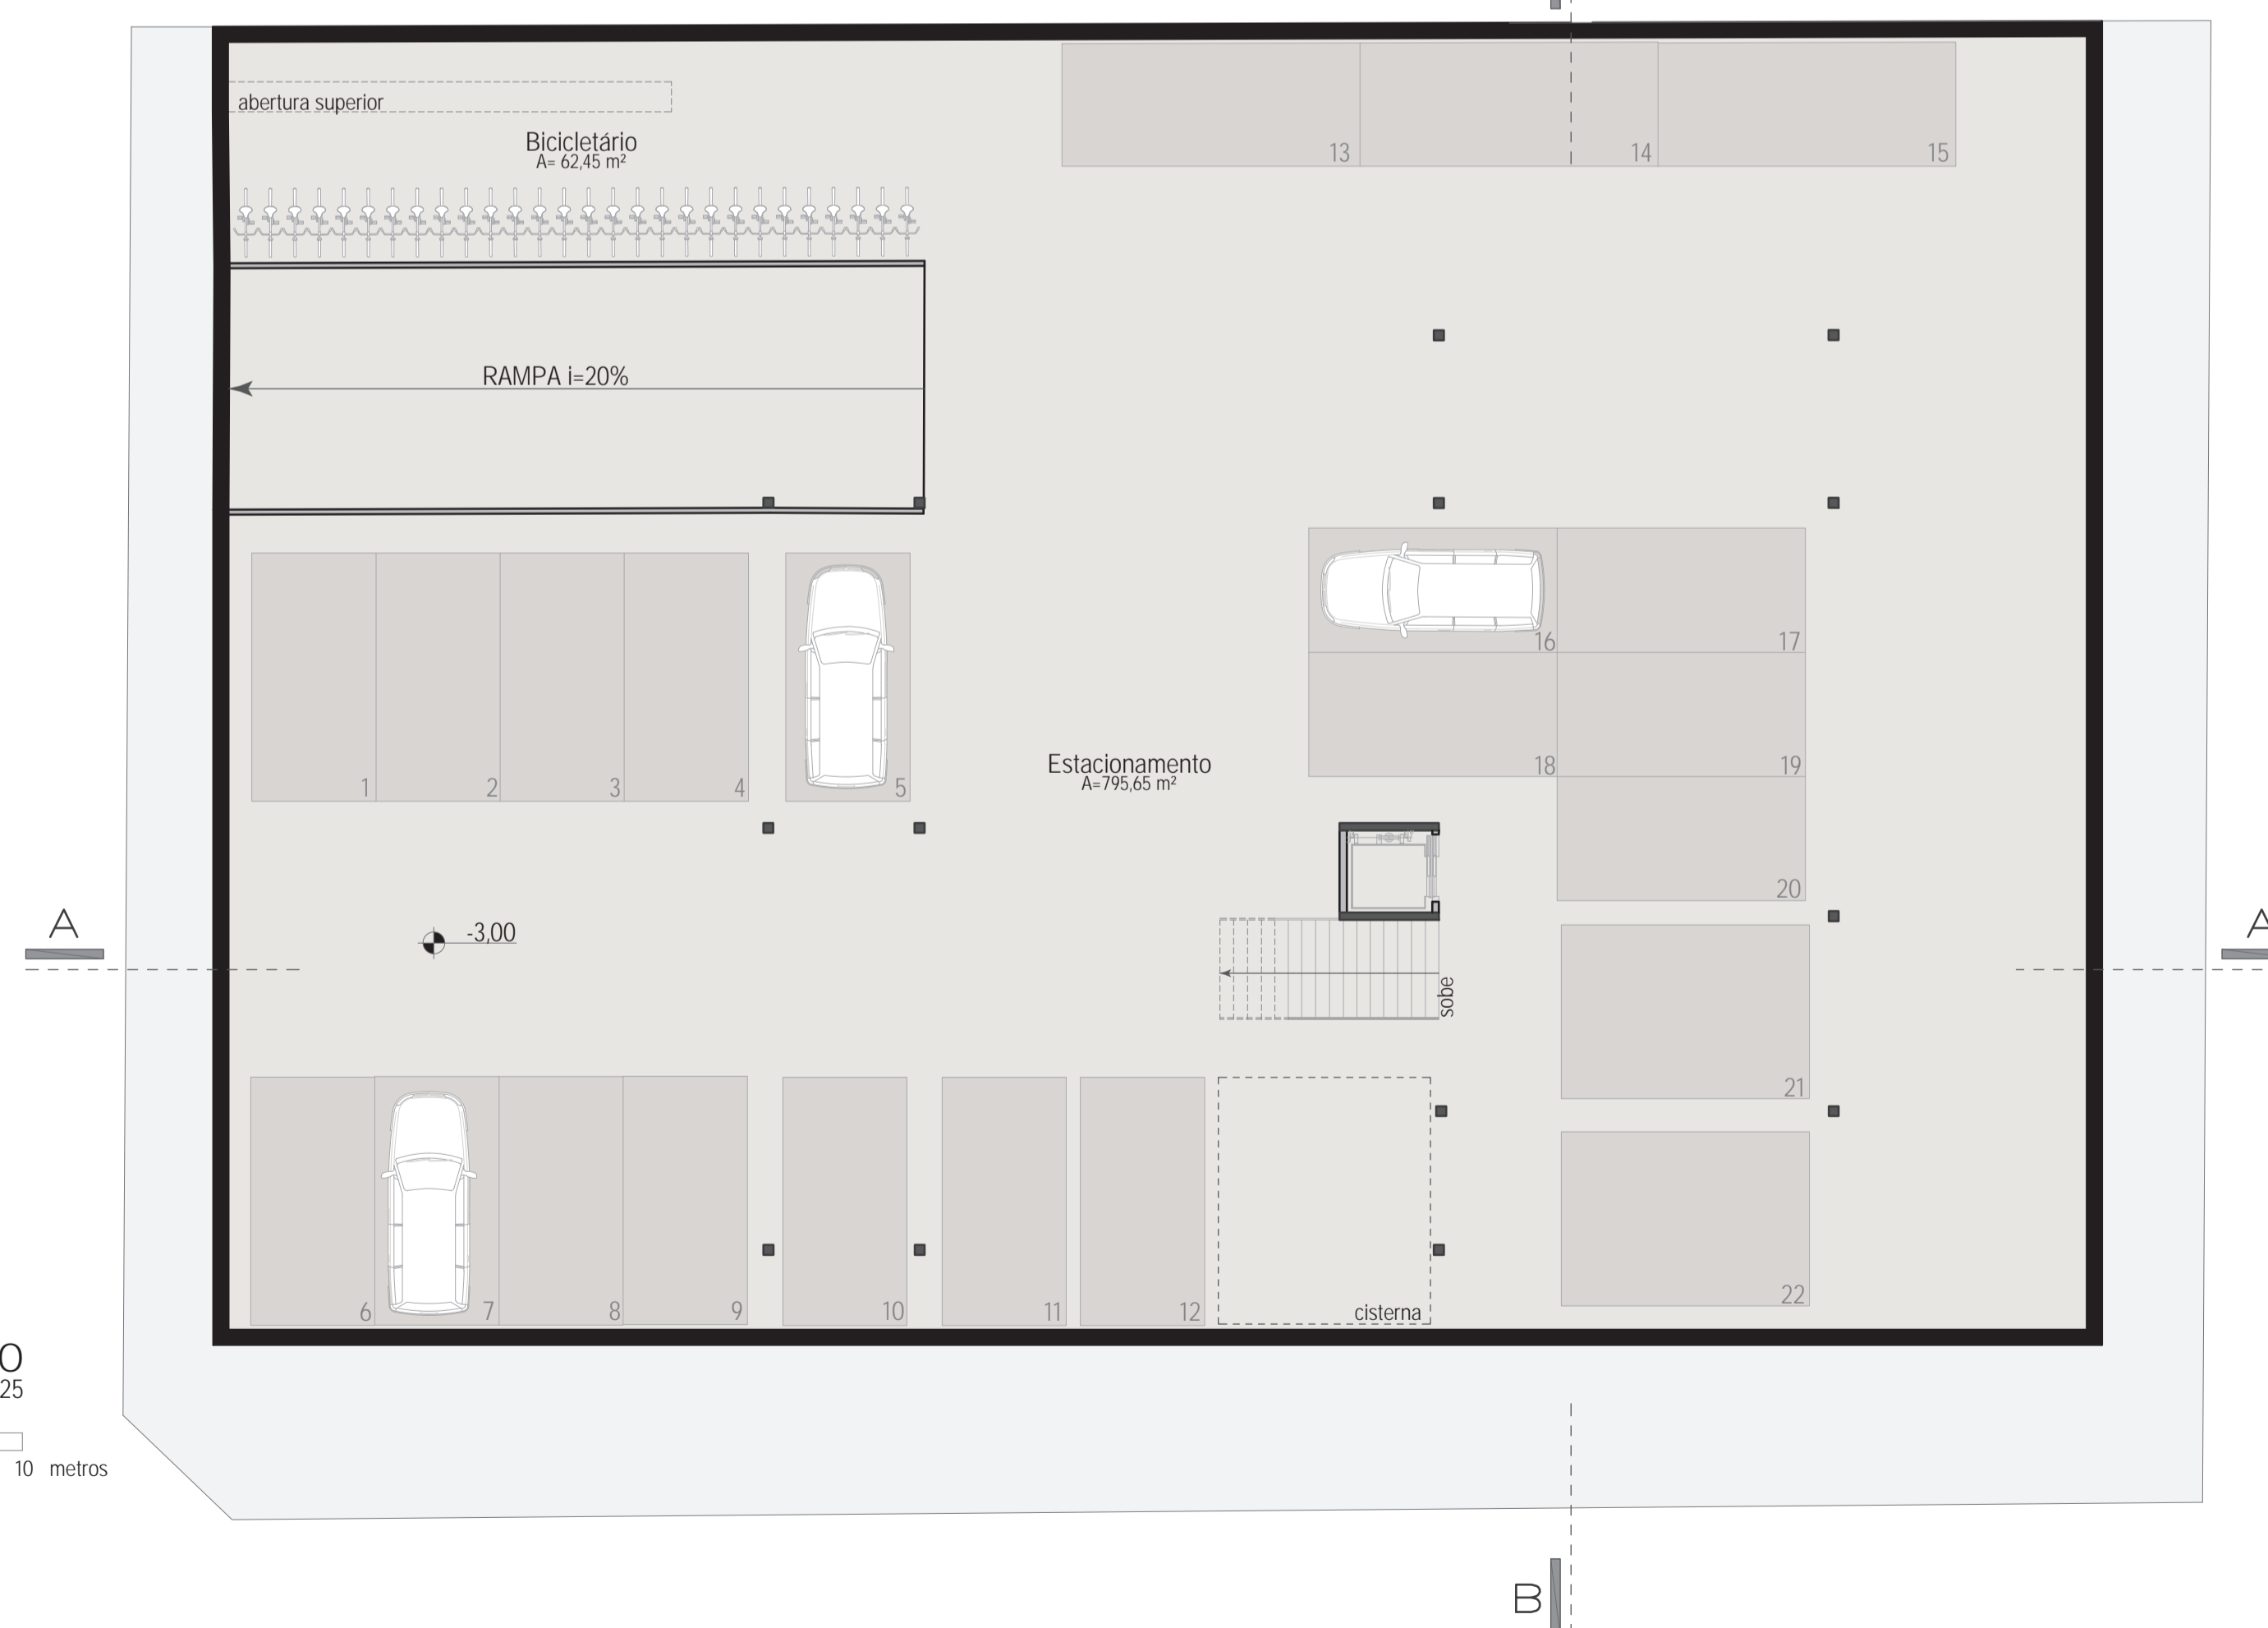 abertura superior
Bicicletário
A= 62,45 m²
13
14
15
RAMPA i=20%
16
17
18
19
20
1
2
3
4
5
Estacionamento
A=795,65 m²
A
A
-3,00
sobe
21
22
6
7
8
9
10
11
12
cisterna
O
25
10 metros
B